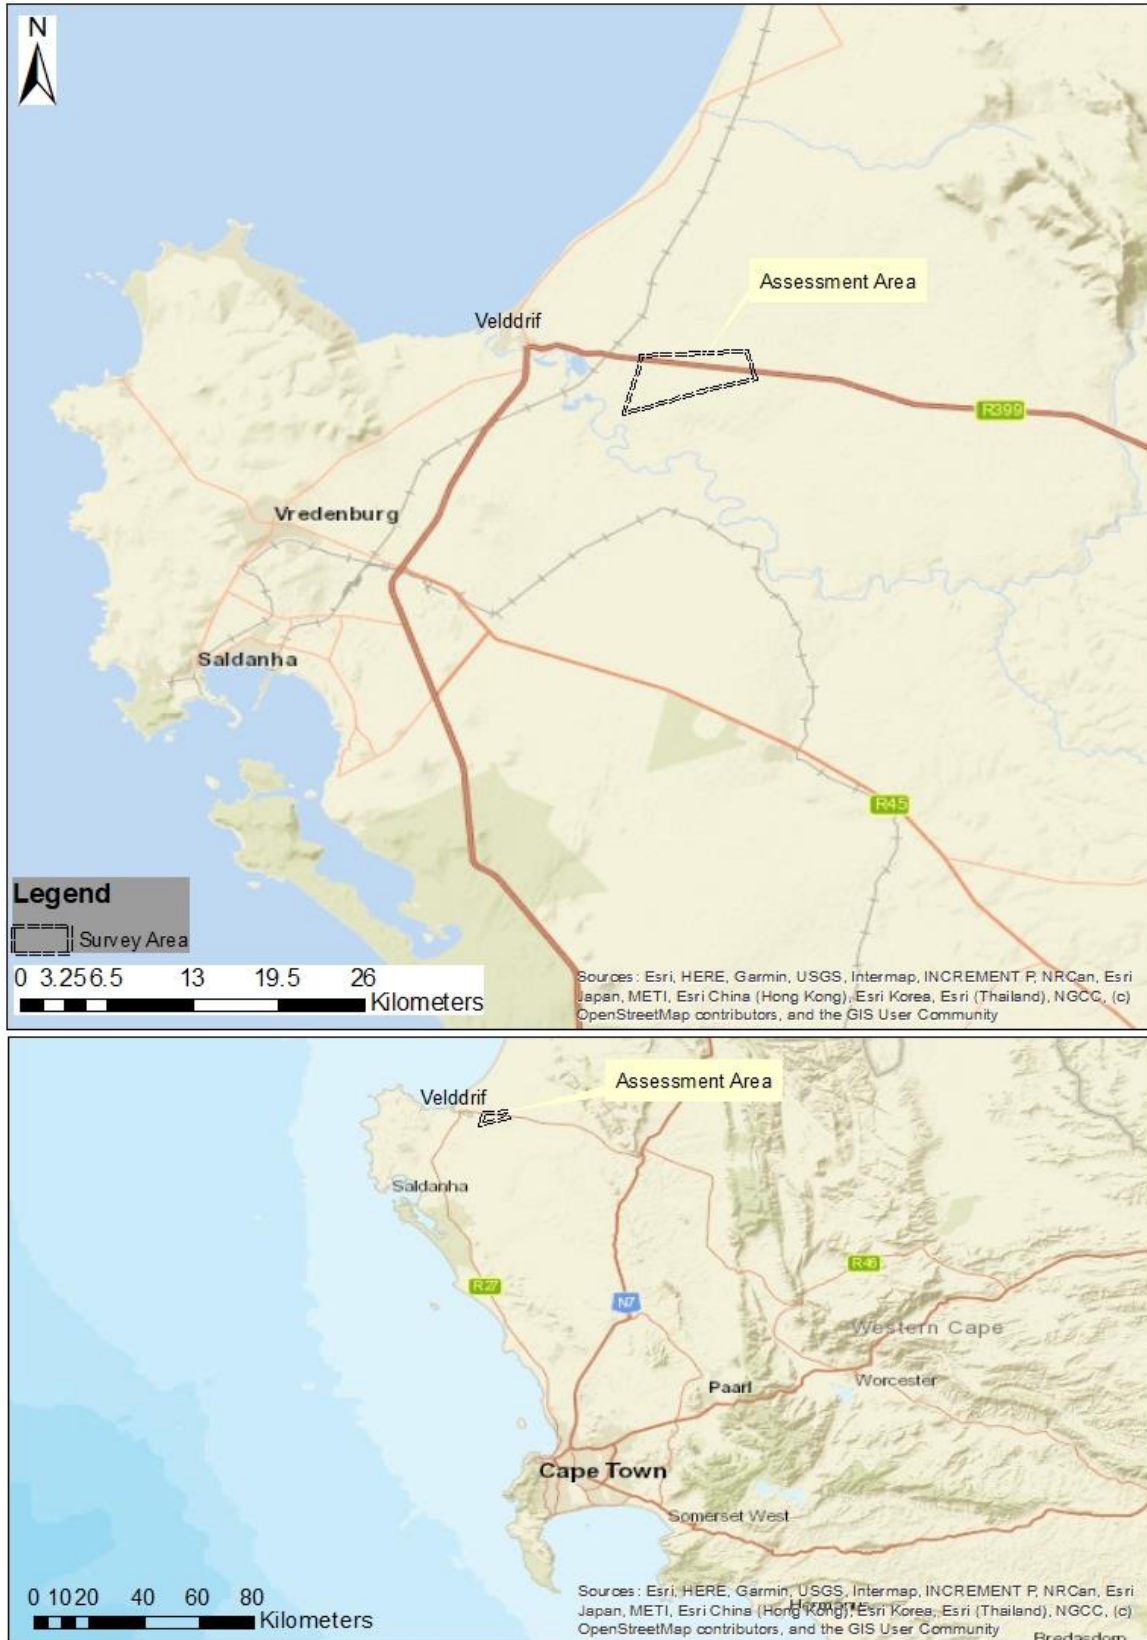 N
Assessment Area
Velddrif
R399
Vredenburg
Saldanha
R45
Legend
Survey Area
0 3.25 6.5 13 19.5 26
Kilometers
Sources: Esri, HERE, Garmin, USGS, Intermap, INCREMENT P, NRCan, Esri
Japan, METI, Esri China (Hong Kong), Esri Korea, Esri (Thailand), NGCC, (c)
OpenStreetMap contributors, and the GIS User Community
Assessment Area
Velddrif
Saldanha
R46
R27
N7
Western Cape
Paarl
Worcester
Cape Town
Somerset West
0 10 20 40 60 80
Kilometers
Sources: Esri, HERE, Garmin, USGS, Intermap, INCREMENT P, NRCan, Esri
Japan, METI, Esri China (Hong Kong), Esri Korea, Esri (Thailand), NGCC, (c)
OpenStreetMap contributors, and the GIS User Community
Bredasdorp